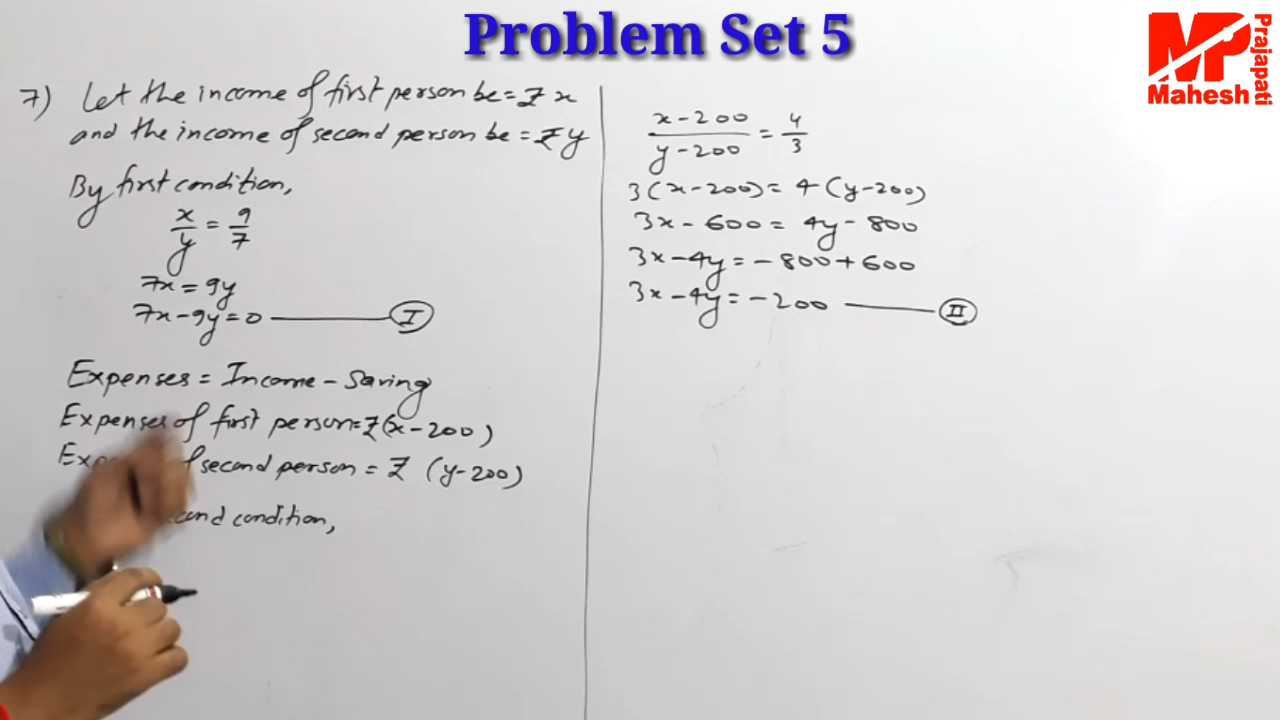 Problem Set 5
MP
Mahesh
Prajapati
7) Let the income of first person be = ₹ x
and the income of second person be = ₹ y
By first condition,
x/y = 9/7
7x = 9y
7x - 9y = 0 —— I
Expenses = Income - Saving
Expenses of first person = ₹ (x - 200)
of second person = ₹ (y - 200)
condition,
x - 200 / y - 200 = 4/3
3(x - 200) = 4(y - 200)
3x - 600 = 4y - 800
3x - 4y = - 800 + 600
3x - 4y = - 200 —— II